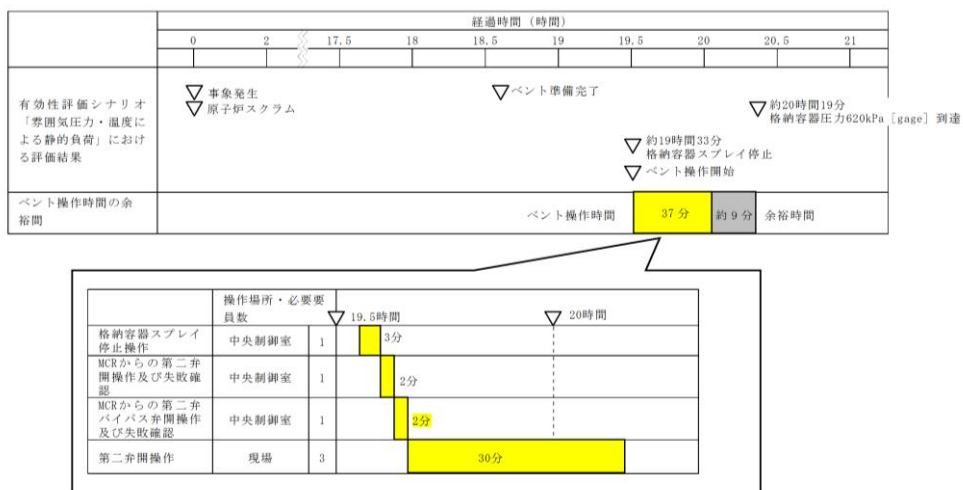 経過時間（時間）
0 2 17.5 18 18.5 19 19.5 20 20.5 21
有効性評価シナリオ
「雰囲気圧力・温度に
よる静的負荷」におけ
る評価結果
事象発生
原子炉スクラム
ベント準備完了
約20時間19分
格納容器圧力620kPa［gage］到達
約19時間33分
格納容器スプレイ停止
ベント操作開始
ベント操作時間の余
裕間
ベント操作時間
37分
約9分
余裕時間
操作場所・必要要
員数
19.5時間
20時間
格納容器スプレイ
停止操作
中央制御室
1
3分
MCRからの第二弁
開操作及び失敗確
認
中央制御室
1
2分
MCRからの第二弁
バイパス弁開操作
及び失敗確認
中央制御室
1
2分
第二弁開操作
現場
3
30分